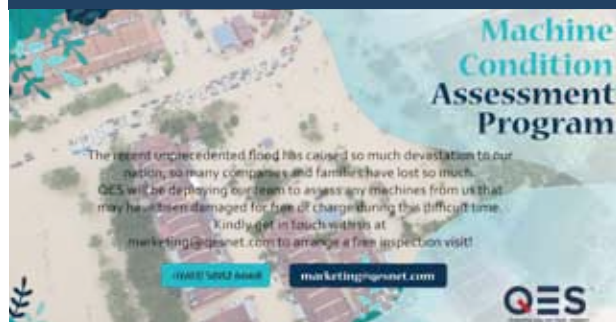 Machine
Condition
Assessment
Program
The recent unprecedented flood has caused so much devastation to our
nation, so many companies and families have lost so much.
QES will be deploying our team to assess any machines from us that
may have been damaged for free of charge during this difficult time.
Kindly get in touch with us at
marketing@qesnet.com to arrange a free inspection visit!
marketing@qesnet.com
QES